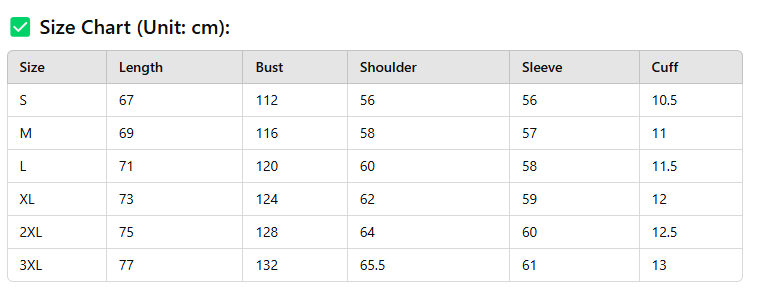 ✅ Size Chart (Unit: cm):
Size Length Bust Shoulder Sleeve Cuff
S 67 112 56 56 10.5
M 69 116 58 57 11
L 71 120 60 58 11.5
XL 73 124 62 59 12
2XL 75 128 64 60 12.5
3XL 77 132 65.5 61 13